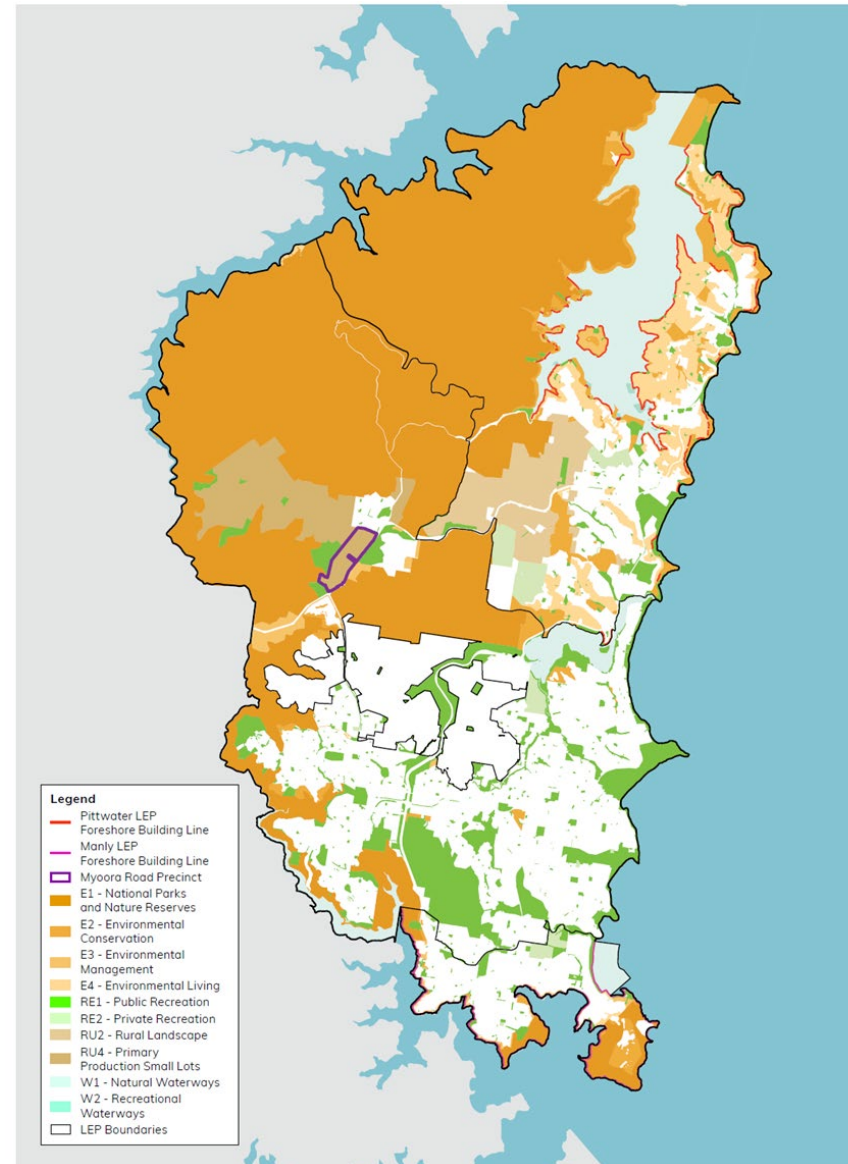 Legend
Pittwater LEP
Foreshore Building Line
Manly LEP
Foreshore Building Line
Myoora Road Precinct
E1 - National Parks
and Nature Reserves
E2 - Environmental
Conservation
E3 - Environmental
Management
E4 - Environmental Living
RE1 - Public Recreation
RE2 - Private Recreation
RU2 - Rural Landscape
RU4 - Primary
Production Small Lots
W1 - Natural Waterways
W2 - Recreational
Waterways
LEP Boundaries